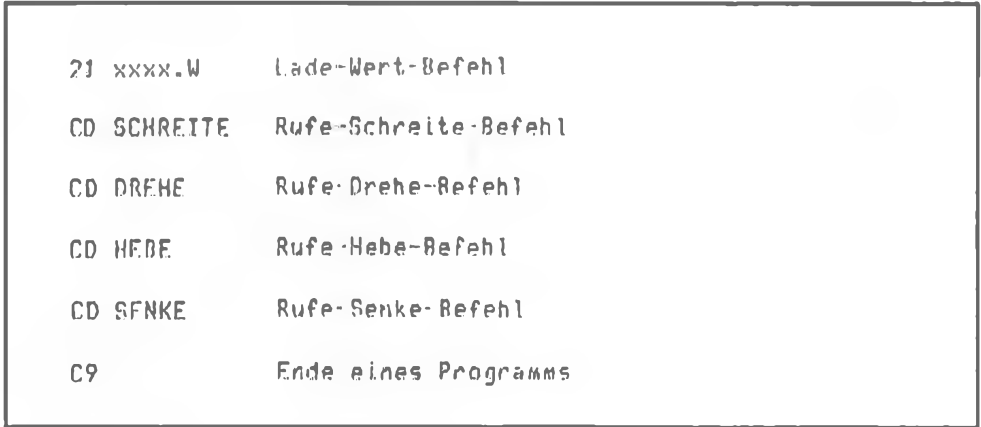 21 xxxx.W Lade-Wert-Befehl
CD SCHREITE Rufe-Schreite-Befehl
CD DREHE Rufe-Drehe-Befehl
CD HEBE Rufe-Hebe-Befehl
CD SENKE Rufe-Senke-Befehl
C9 Ende eines Programms